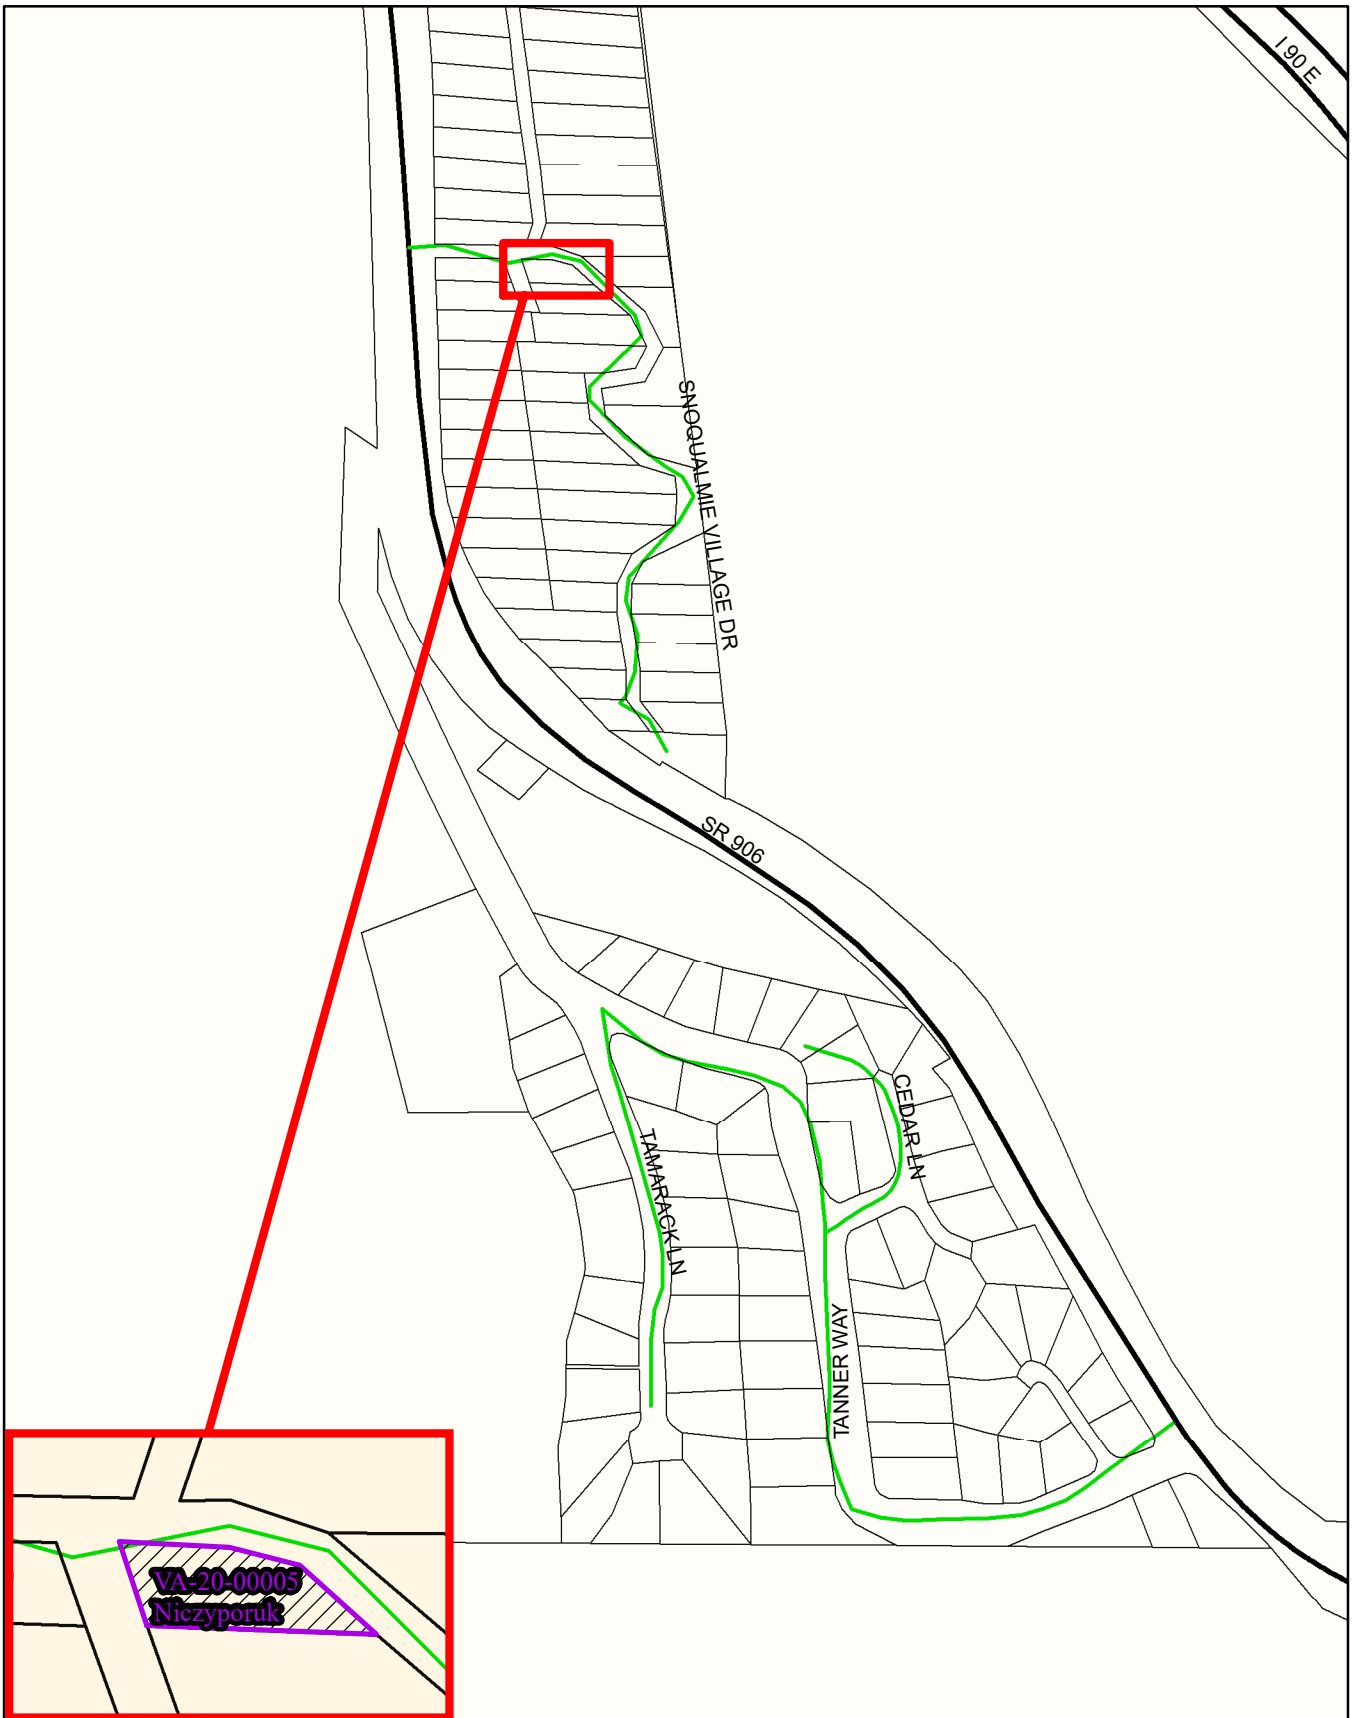 I 90 E
SNOQUALMIE VILLAGE DR
SR 906
CEDAR LN
TAMARACK LN
TANNER WAY
VA-20-00005
Niczyporuk